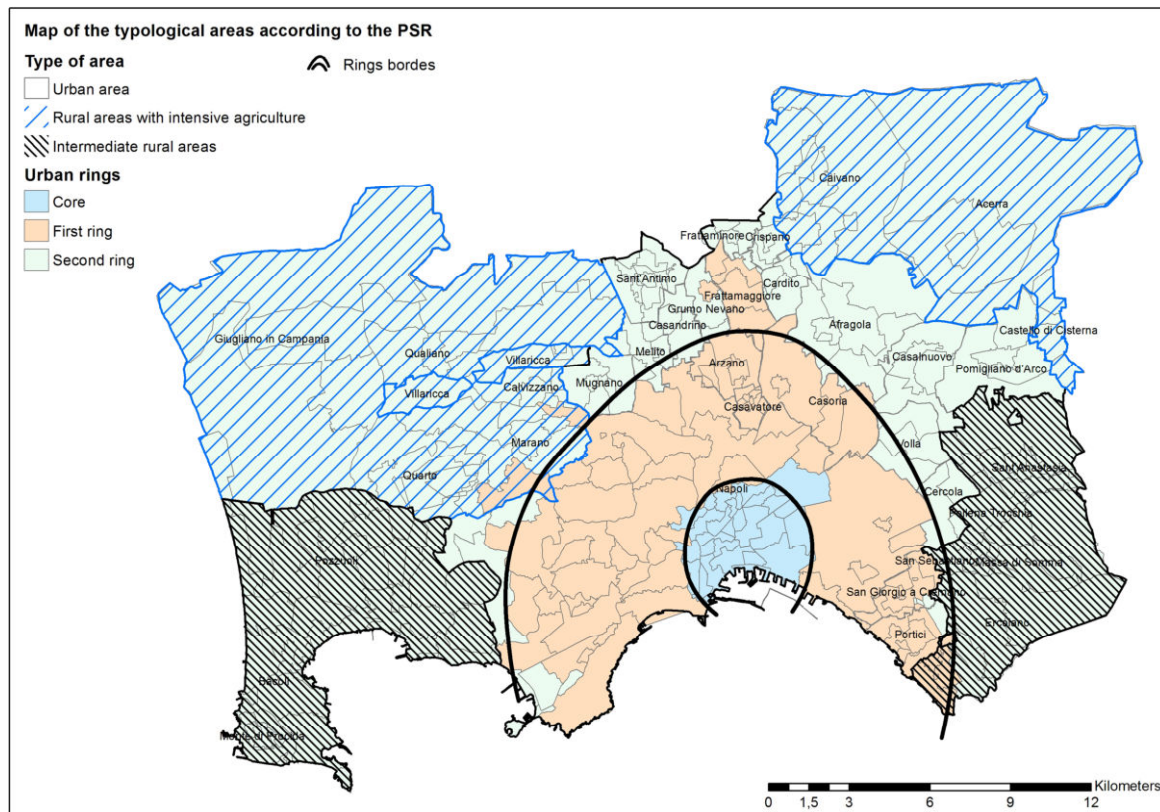 Map of the typological areas according to the PSR
Type of area
Rings bordes
Urban area
Rural areas with intensive agriculture
Intermediate rural areas
Urban rings
Core
First ring
Second ring
Caivano
Acerra
Frattaminore
Crispano
Sant'Antimo
Cardito
Frattamaggiore
Grumo Nevano
Casandrino
Afragola
Castello di Cisterna
Giugliano in Campania
Qualiano
Villaricca
Melito
Casalnuovo
Pomigliano d'Arco
Arzano
Mugnano
Calvizzano
Villaricca
Casavatore
Casoria
Marano
Volla
Quarto
Sant'Anastasia
Napoli
Cercola
Pollena Trocchia
Pozzuoli
San Sebastiano
Massa di Somma
San Giorgio a Cremano
Ercolano
Portici
Bacoli
Monte di Procida
Kilometers
0 1,5 3 6 9 12